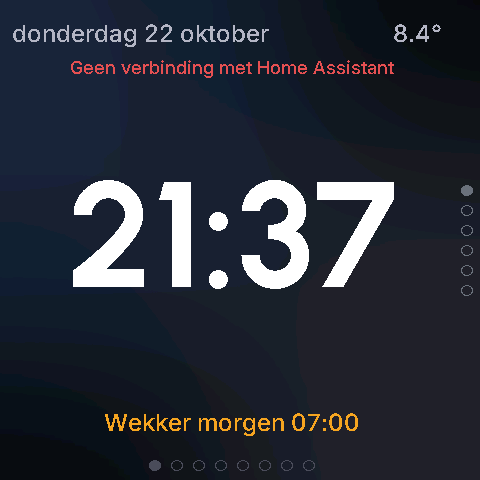 donderdag 22 oktober 8.4°
Geen verbinding met Home Assistant
21:37
Wekker morgen 07:00